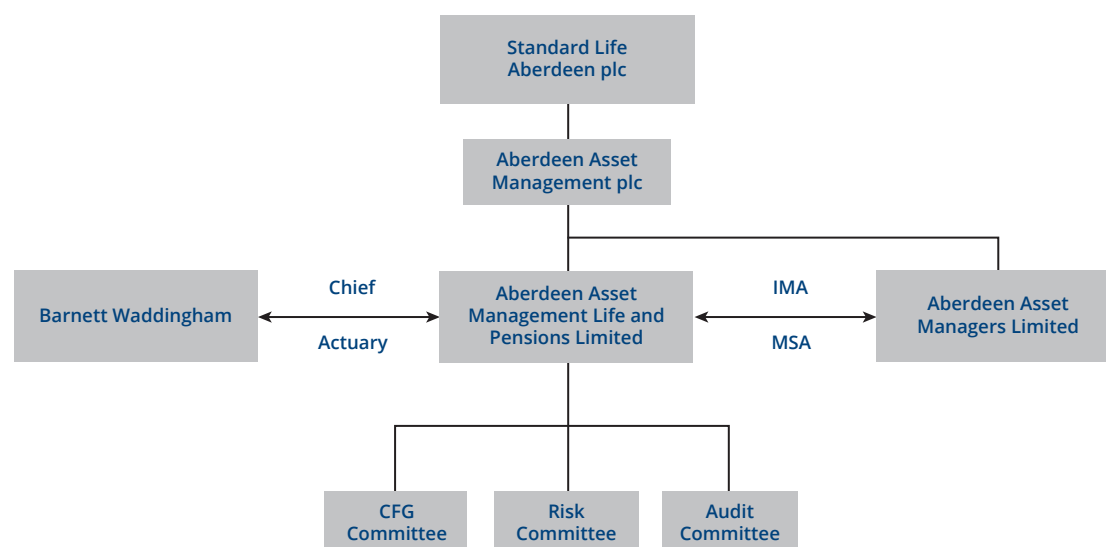 Standard Life
Aberdeen plc
Aberdeen Asset
Management plc
Barnett Waddingham
Chief
Actuary
Aberdeen Asset
Management Life and
Pensions Limited
IMA
MSA
Aberdeen Asset
Managers Limited
CFG
Committee
Risk
Committee
Audit
Committee